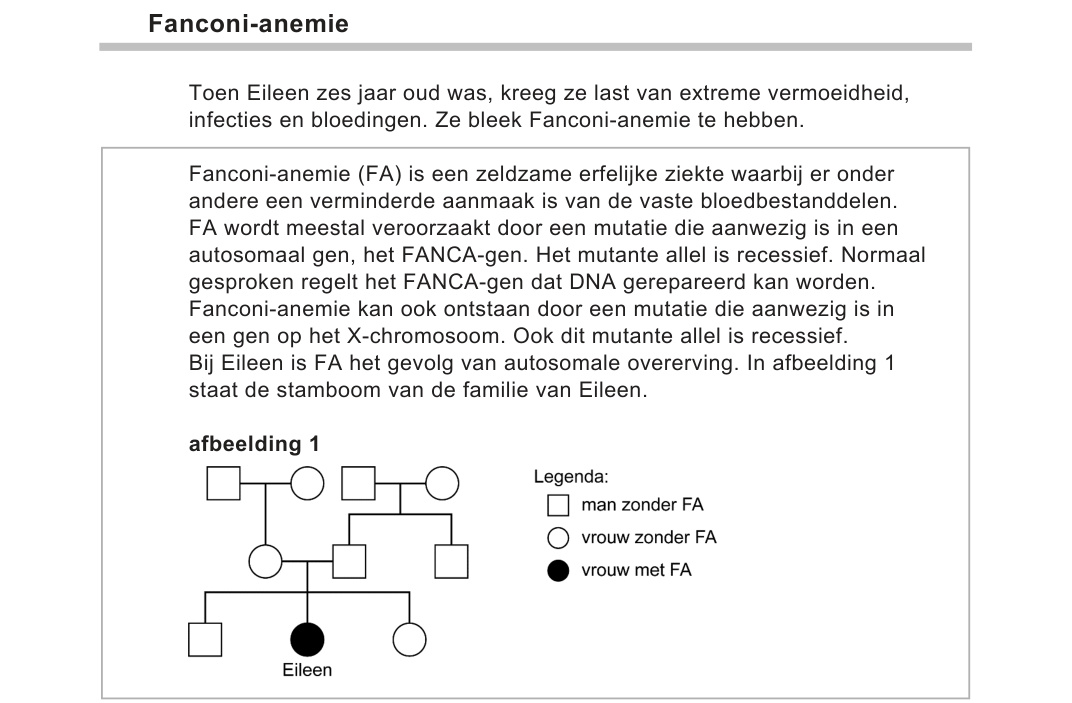 Fanconi-anemie
Toen Eileen zes jaar oud was, kreeg ze last van extreme vermoeidheid,
infecties en bloedingen. Ze bleek Fanconi-anemie te hebben.
Fanconi-anemie (FA) is een zeldzame erfelijke ziekte waarbij er onder
andere een verminderde aanmaak is van de vaste bloedbestanddelen.
FA wordt meestal veroorzaakt door een mutatie die aanwezig is in een
autosomaal gen, het FANCA-gen. Het mutante allel is recessief. Normaal
gesproken regelt het FANCA-gen dat DNA gerepareerd kan worden.
Fanconi-anemie kan ook ontstaan door een mutatie die aanwezig is in
een gen op het X-chromosoom. Ook dit mutante allel is recessief.
Bij Eileen is FA het gevolg van autosomale overerving. In afbeelding 1
staat de stamboom van de familie van Eileen.
afbeelding 1
Legenda:
man zonder FA
vrouw zonder FA
vrouw met FA
Eileen